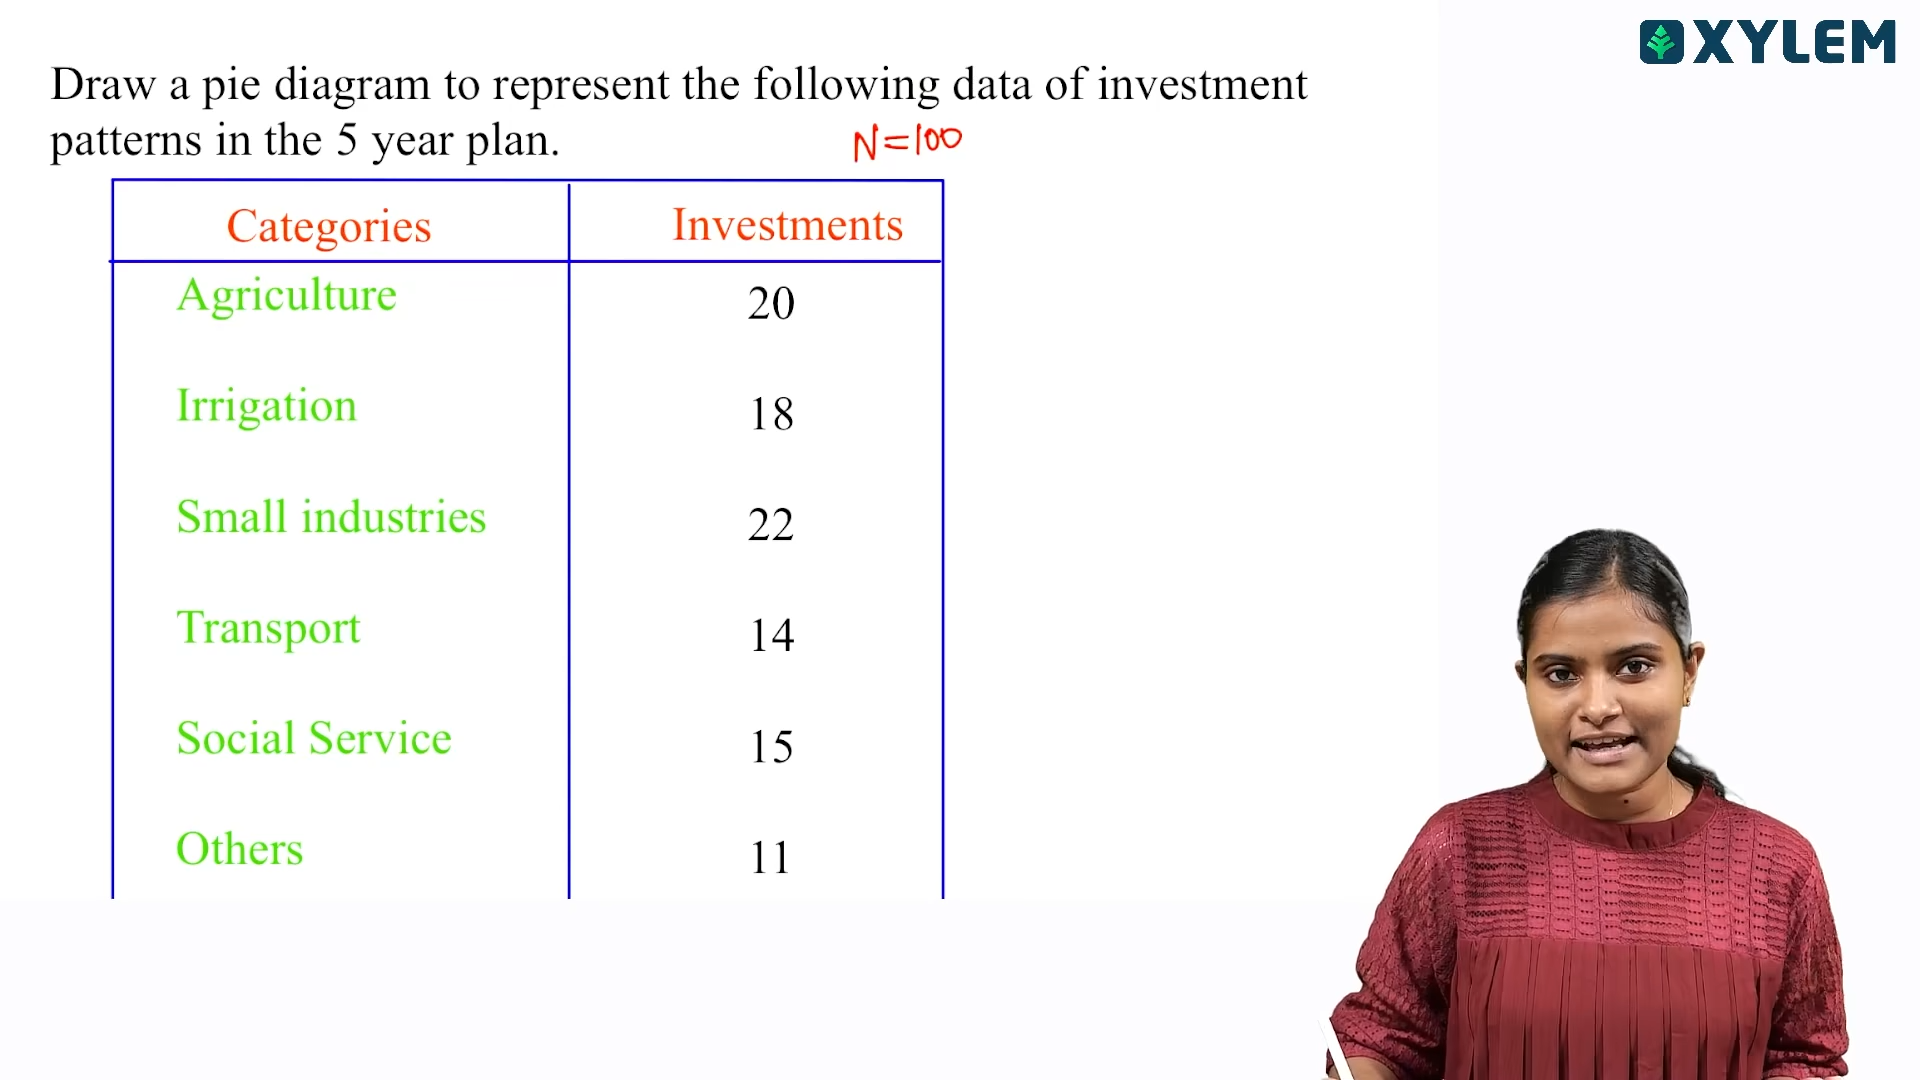 XYLEM
Draw a pie diagram to represent the following data of investment
patterns in the 5 year plan.
N=100
Categories Investments
Agriculture 20
Irrigation 18
Small industries 22
Transport 14
Social Service 15
Others 11